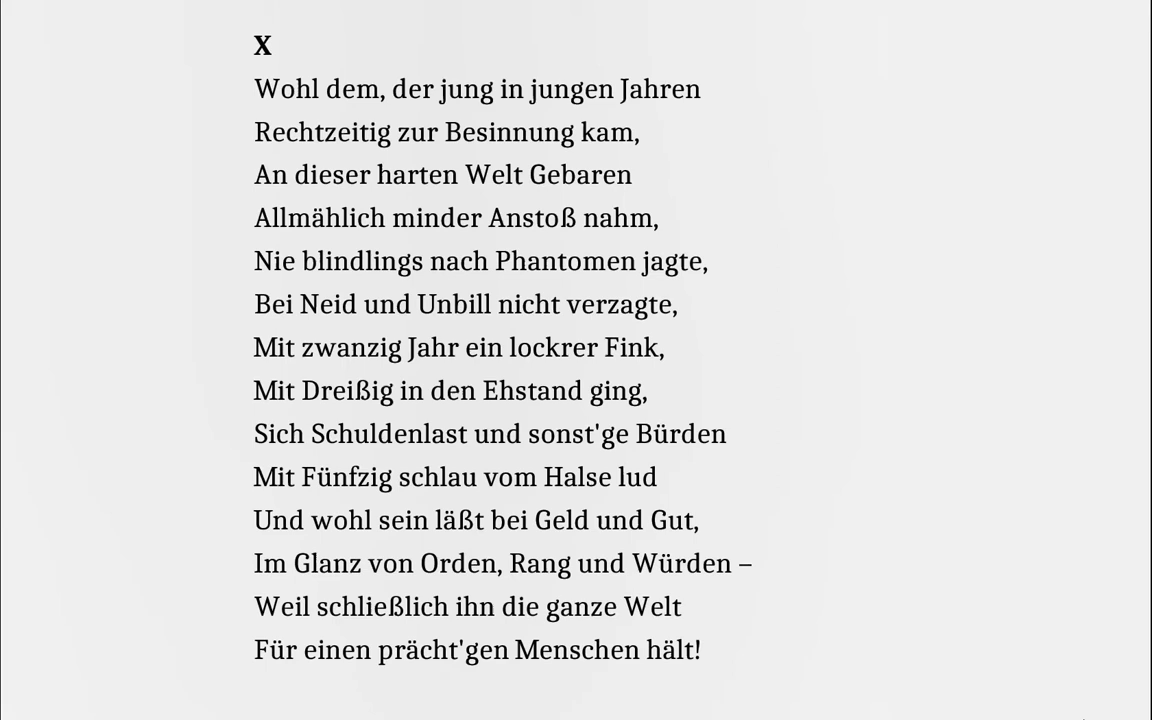 X
Wohl dem, der jung in jungen Jahren
Rechtzeitig zur Besinnung kam,
An dieser harten Welt Gebaren
Allmählich minder Anstoß nahm,
Nie blindlings nach Phantomen jagte,
Bei Neid und Unbill nicht verzagte,
Mit zwanzig Jahr ein lockrer Fink,
Mit Dreißig in den Ehstand ging,
Sich Schuldenlast und sonst'ge Bürden
Mit Fünfzig schlau vom Halse lud
Und wohl sein läßt bei Geld und Gut,
Im Glanz von Orden, Rang und Würden –
Weil schließlich ihn die ganze Welt
Für einen prächt'gen Menschen hält!